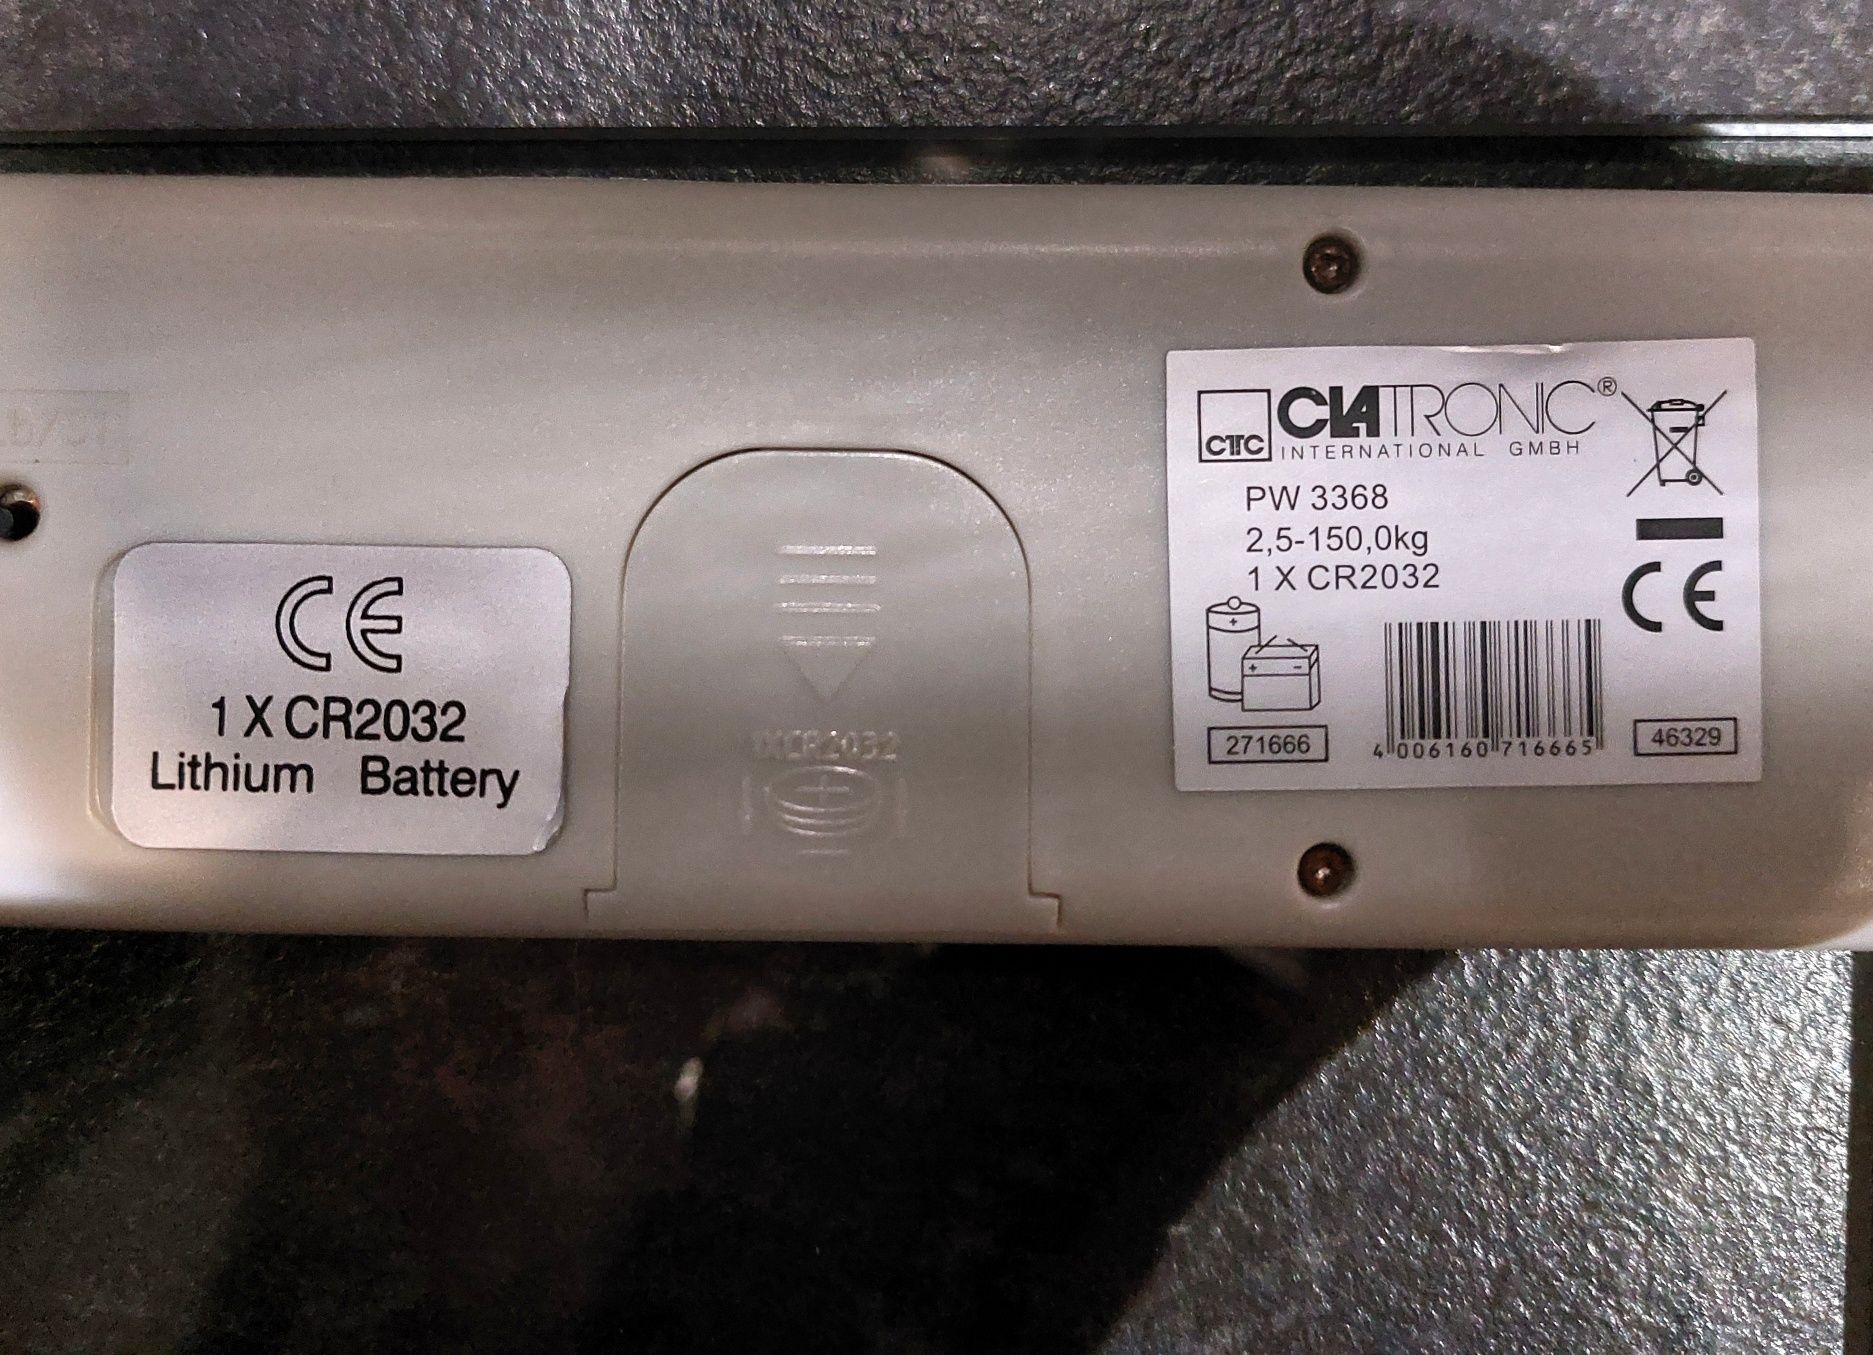 CE
1 X CR2032
Lithium Battery
1XCR2032
CTC
CLATRONIC®
INTERNATIONAL GMBH
PW 3368
2,5-150,0kg
1 X CR2032
CE
271666
4 006160 716665
46329